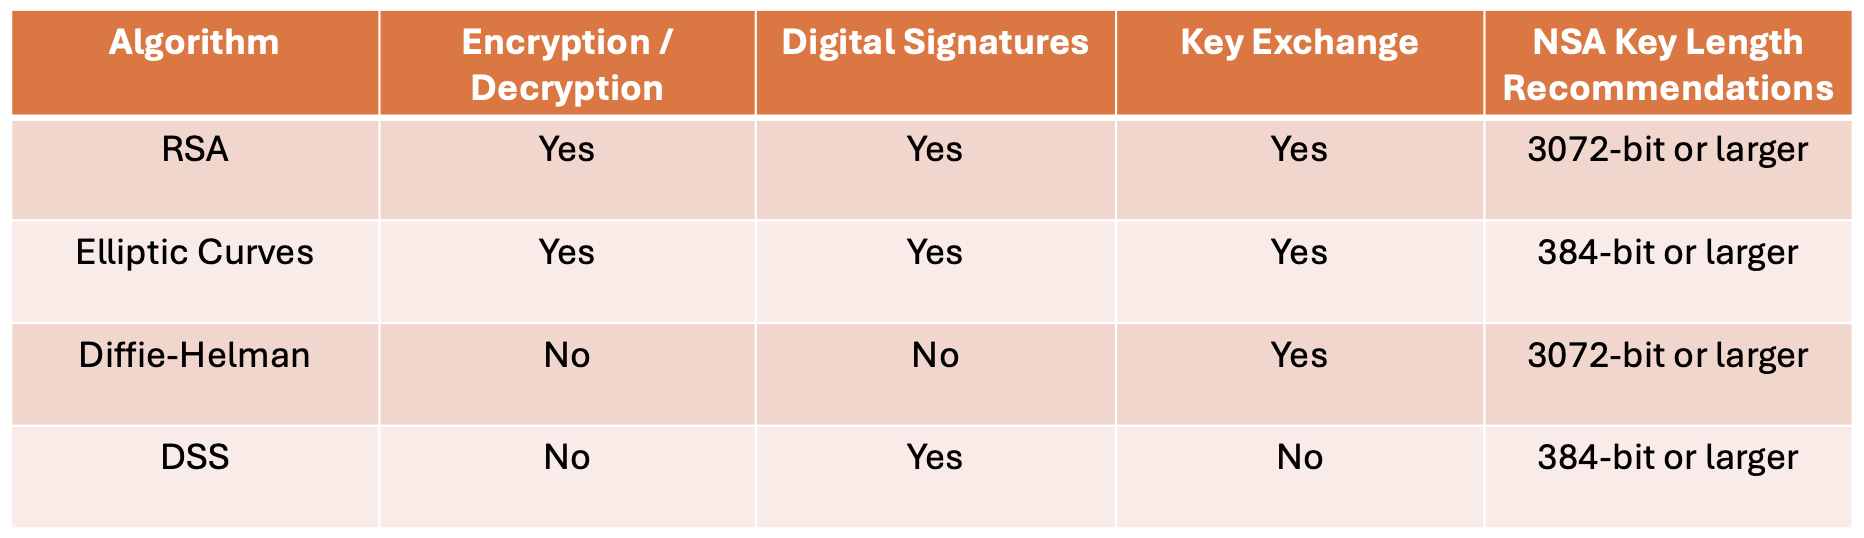 Algorithm
Encryption /
Decryption
Digital Signatures
Key Exchange
NSA Key Length
Recommendations
RSA
Yes
Yes
Yes
3072-bit or larger
Elliptic Curves
Yes
Yes
Yes
384-bit or larger
Diffie-Helman
No
No
Yes
3072-bit or larger
DSS
No
Yes
No
384-bit or larger